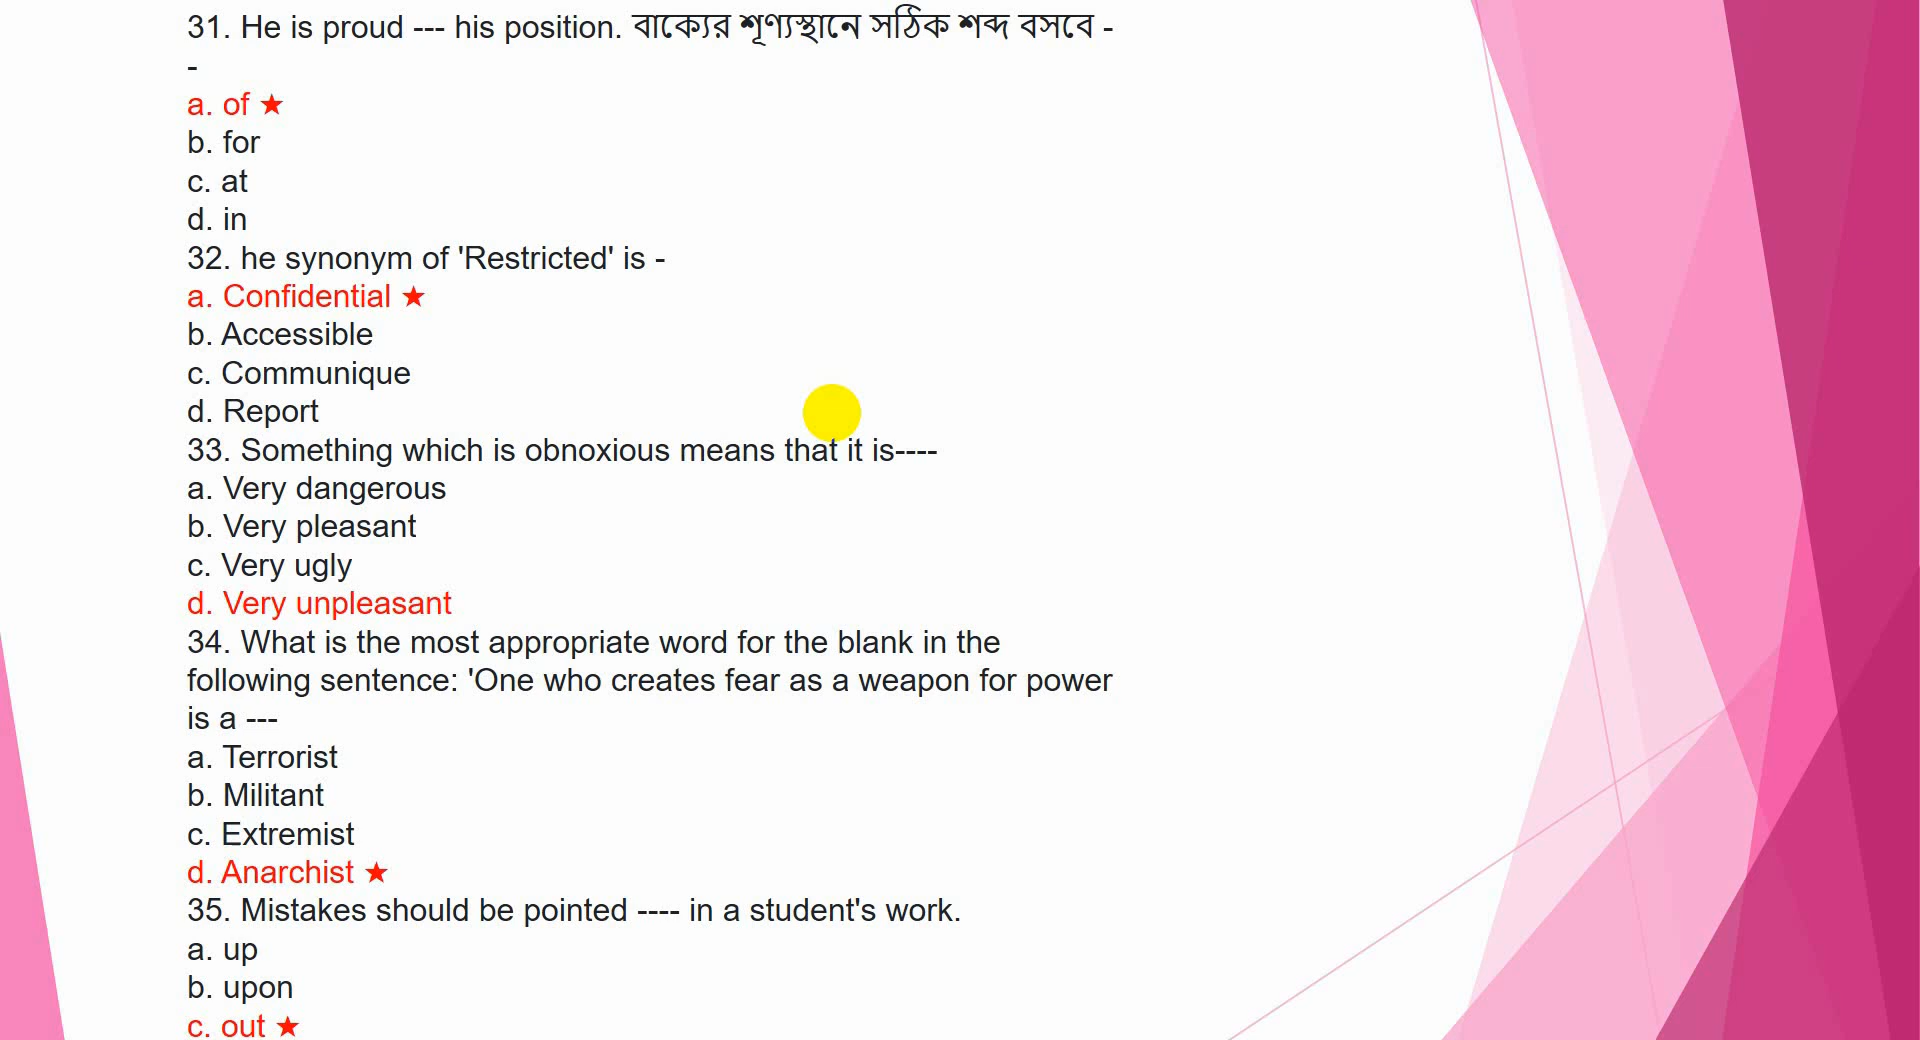 31. He is proud --- his position. বাক্যের শূণ্যস্থানে সঠিক শব্দ বসবে -
-
a. of ★
b. for
c. at
d. in
32. he synonym of 'Restricted' is -
a. Confidential ★
b. Accessible
c. Communique
d. Report
33. Something which is obnoxious means that it is----
a. Very dangerous
b. Very pleasant
c. Very ugly
d. Very unpleasant
34. What is the most appropriate word for the blank in the
following sentence: 'One who creates fear as a weapon for power
is a ---
a. Terrorist
b. Militant
c. Extremist
d. Anarchist ★
35. Mistakes should be pointed ---- in a student's work.
a. up
b. upon
c. out ★